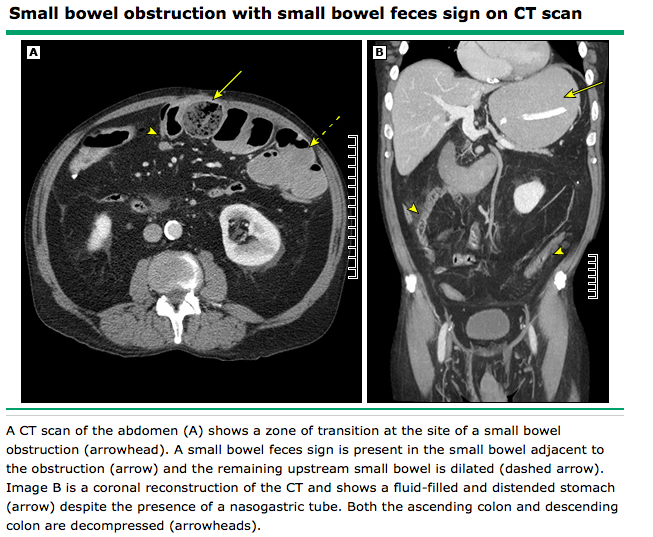 Small bowel obstruction with small bowel feces sign on CT scan
A
B
A CT scan of the abdomen (A) shows a zone of transition at the site of a small bowel
obstruction (arrowhead). A small bowel feces sign is present in the small bowel adjacent to
the obstruction (arrow) and the remaining upstream small bowel is dilated (dashed arrow).
Image B is a coronal reconstruction of the CT and shows a fluid-filled and distended stomach
(arrow) despite the presence of a nasogastric tube. Both the ascending colon and descending
colon are decompressed (arrowheads).